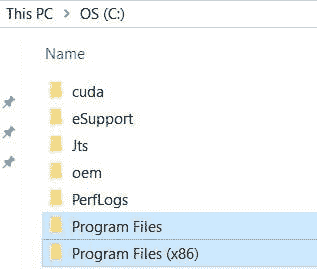 This PC > OS (C:)
Name
cuda
eSupport
Jts
oem
PerfLogs
Program Files
Program Files (x86)